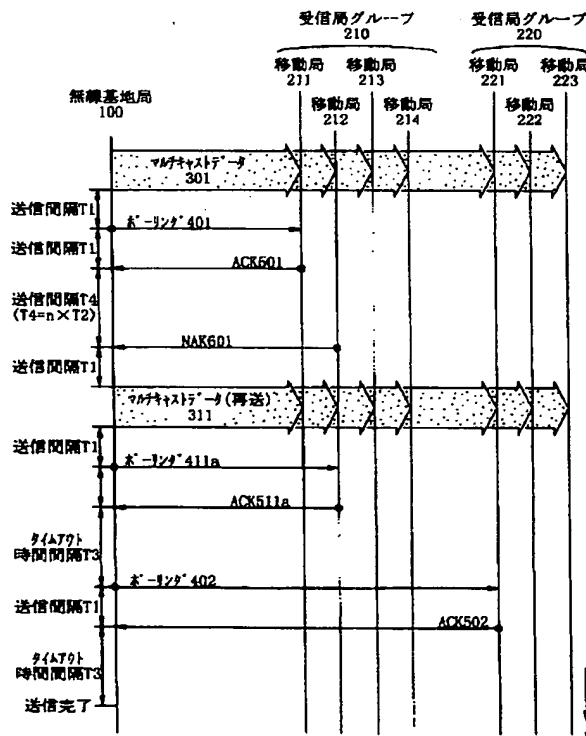 受信局グループ
210
受信局グループ
220
移動局
211
移動局
213
移動局
221
移動局
223
無線基地局
100
移動局
212
移動局
214
移動局
222
マルチキャストデータ
301
送信間隔T1
ポーリング401
送信間隔T1
ACK501
送信間隔T4
(T4=n×T2)
NAK601
送信間隔T1
マルチキャストデータ(再送)
311
送信間隔T1
ポーリング411a
ACK511a
タイムアウト
時間間隔T3
ポーリング402
送信間隔T1
ACK502
タイムアウト
時間間隔T3
送信完了